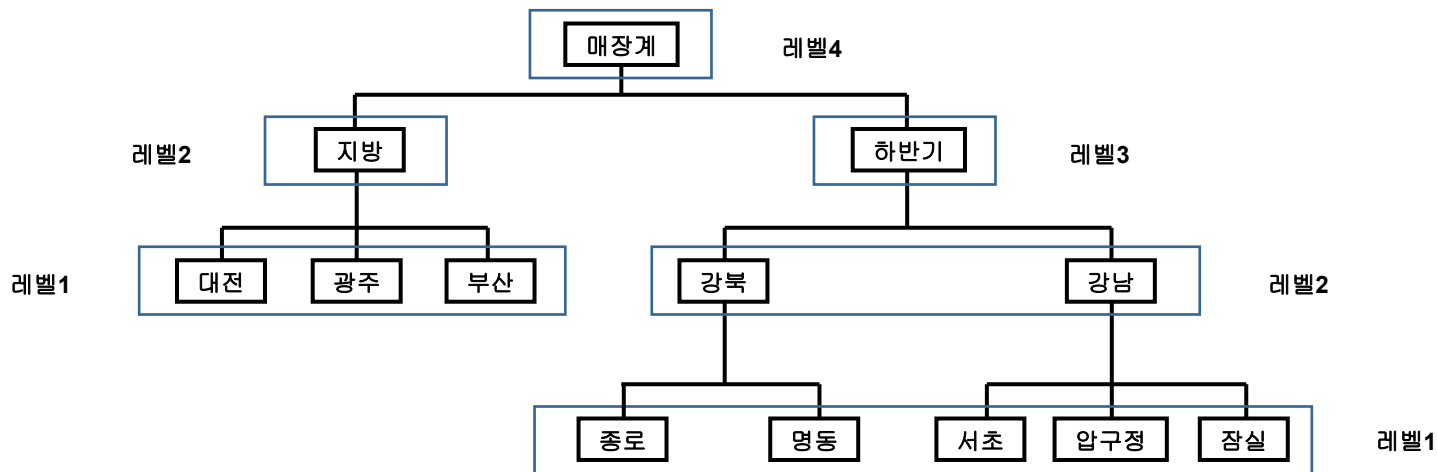 매장계 레벨4
레벨2 지방 하반기 레벨3
레벨1 대전 광주 부산 강북 강남 레벨2
종로 명동 서초 압구정 잠실 레벨1